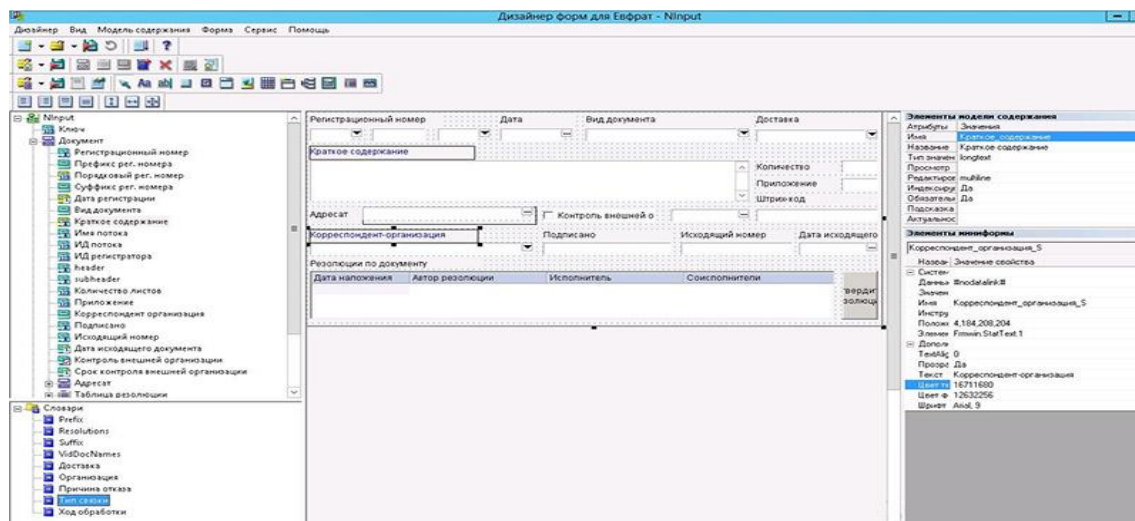 Дизайнер форм для Евфрат - NInput
Дизайнер Вид Модель содержания Форма Сервис Помощь
NInput
Ключ
Документ
Регистрационный номер
Префикс рег. номера
Порядковый рег. номер
Суффикс рег. номера
Дата регистрации
Вид документа
Краткое содержание
Имя потока
ИД потока
ИД регистратора
header
subheader
Количество листов
Приложение
Корреспондент организация
Подписано
Исходящий номер
Дата исходящего документа
Контроль внешней организации
Срок контроля внешней организации
Адресат
Таблица резолюции
Словари
Prefix
Resolutions
Suffix
VidDocNames
Доставка
Организация
Причина отказа
Тип связки
Ход обработки
Регистрационный номер Дата Вид документа Доставка
Краткое содержание
Количество
Приложение
Штрих-код
Адресат Контроль внешней о
Корреспондент-организация Подписано Исходящий номер Дата исходящего
Резолюции по документу
Дата наложения Автор резолюции Исполнитель Соисполнители
Элементы модели содержания
Атрибуты Значения
Имя Краткое_содержание
Название Краткое содержание
Тип значен longtext
Просмотр
Редактиров multiline
Индексируе Да
Обязательн Да
Подсказка
Актуальнос
Элементы миниформы
Корреспондент_организация_S
Назван Значение свойства
Систем
Данны #nodatalink#
Значен
Имя Корреспондент_организация_S
Инстру
Полож 4,184,208,204
Элемен Frmwin.StatText.1
Дополн
TextAlig 0
Прозра Да
Текст Корреспондент-организация
Цвет те 16711680
Цвет ф 12632256
Шрифт Arial, 9